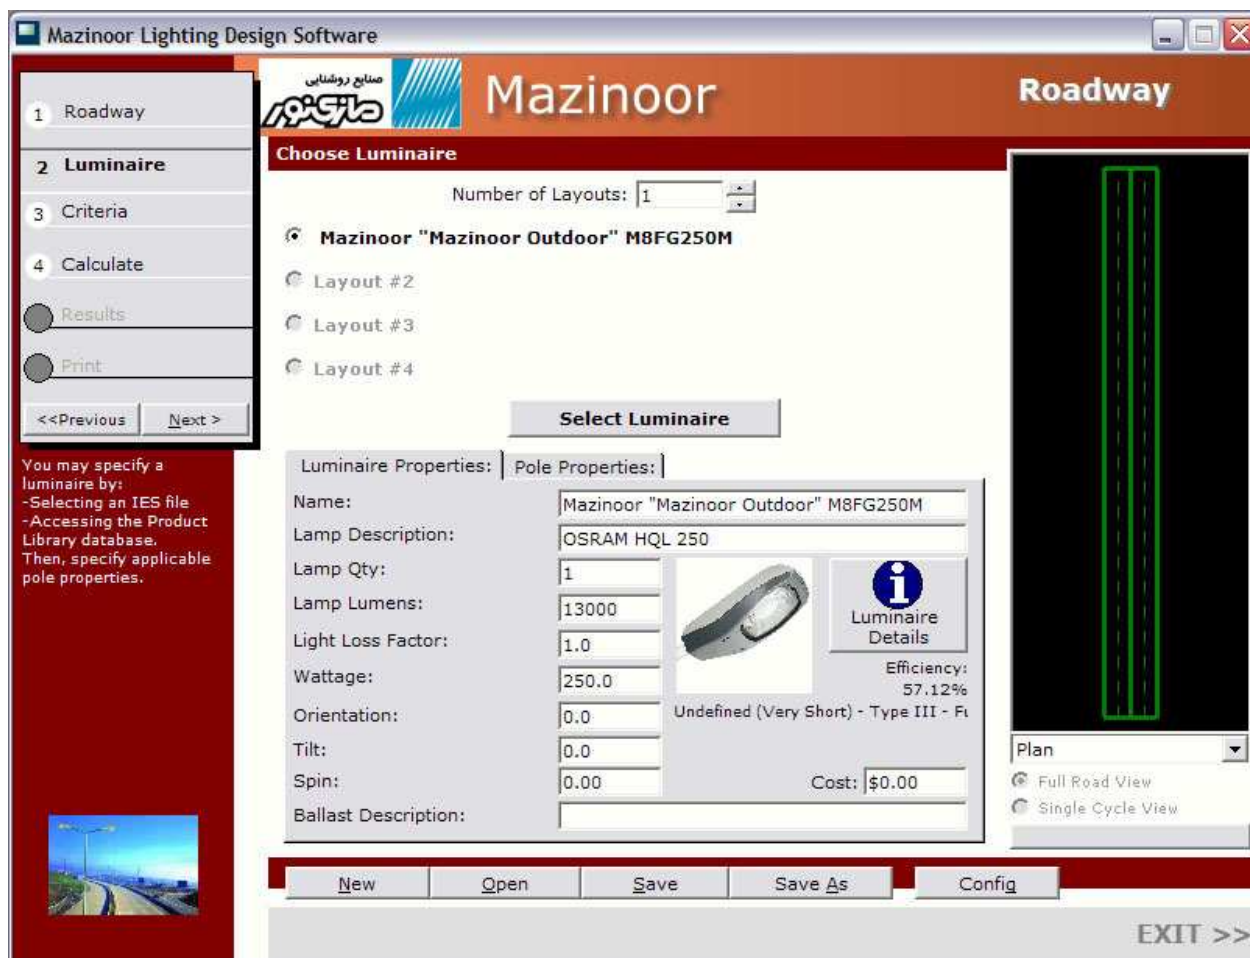 Mazinoor Lighting Design Software
1 Roadway
2 Luminaire
3 Criteria
4 Calculate
Results
Print
<<Previous
Next >
You may specify a
luminaire by:
-Selecting an IES file
-Accessing the Product
Library database.
Then, specify applicable
pole properties.
صنایع روشنایی
مازی نور
Mazinoor
Roadway
Choose Luminaire
Number of Layouts: 1
Mazinoor "Mazinoor Outdoor" M8FG250M
Layout #2
Layout #3
Layout #4
Select Luminaire
Luminaire Properties: Pole Properties:
Name: Mazinoor "Mazinoor Outdoor" M8FG250M
Lamp Description: OSRAM HQL 250
Lamp Qty: 1
Lamp Lumens: 13000
Light Loss Factor: 1.0
Wattage: 250.0
Orientation: 0.0
Tilt: 0.0
Spin: 0.00
Ballast Description:
i
Luminaire
Details
Efficiency:
57.12%
Undefined (Very Short) - Type III - Fu
Cost: $0.00
Plan
Full Road View
Single Cycle View
New Open Save Save As Config
EXIT >>